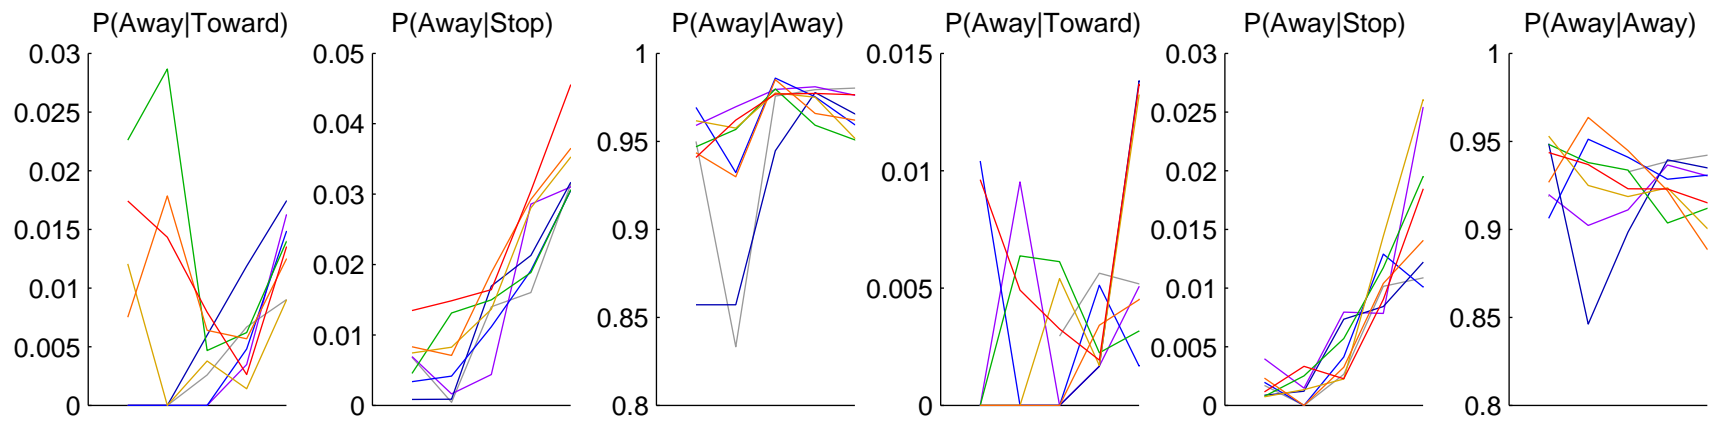 P(Away|Toward) P(Away|Stop) P(Away|Away) P(Away|Toward) P(Away|Stop) P(Away|Away)
0.03 0.05 1 0.015 0.03 1
0.025 0.04 0.95 0.01 0.025 0.95
0.02 0.03 0.9 0.005 0.02 0.9
0.015 0.02 0.85 0 0.015 0.85
0.01 0.01 0.8 0.01 0.8
0.005 0 0.005
0 0